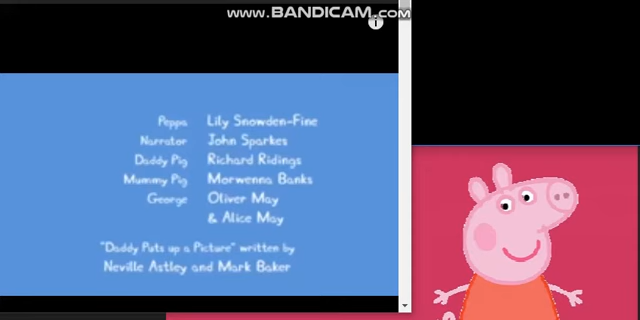 www.BANDICAM.com
Peppa Lily Snowden-Fine
Narrator John Sparkes
Daddy Pig Richard Ridings
Mummy Pig Morwenna Banks
George Oliver May
& Alice May
"Daddy Puts up a Picture" written by
Neville Astley and Mark Baker